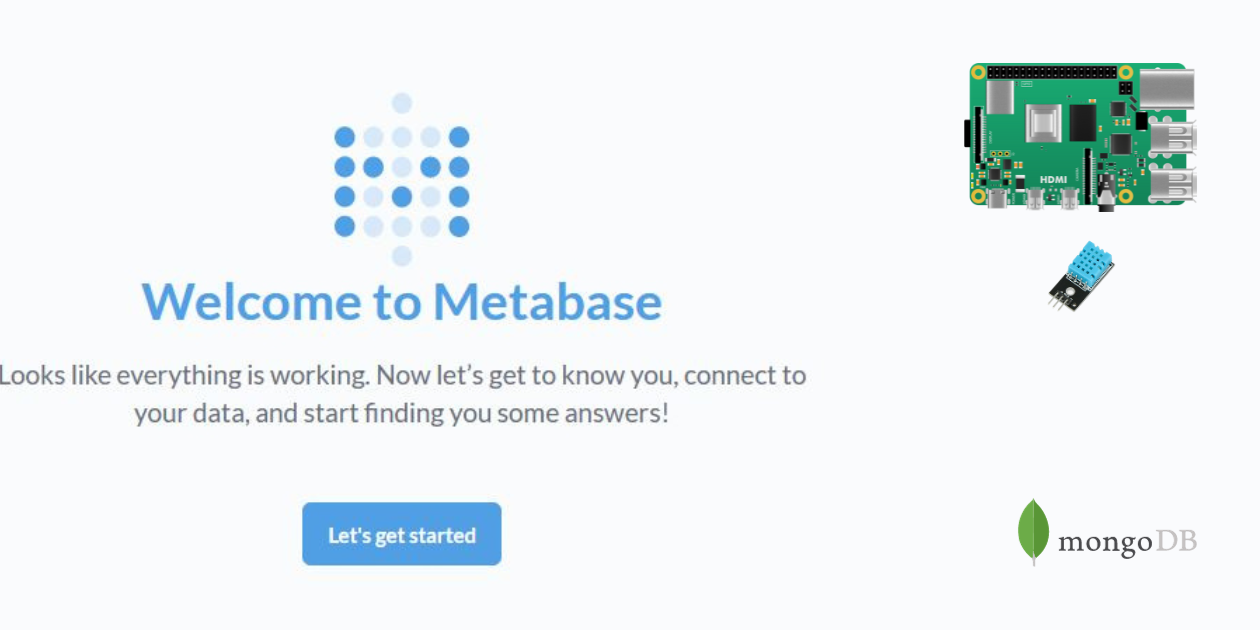 Welcome to Metabase
Looks like everything is working. Now let’s get to know you, connect to
your data, and start finding you some answers!
Let's get started
HDMI
mongoDB